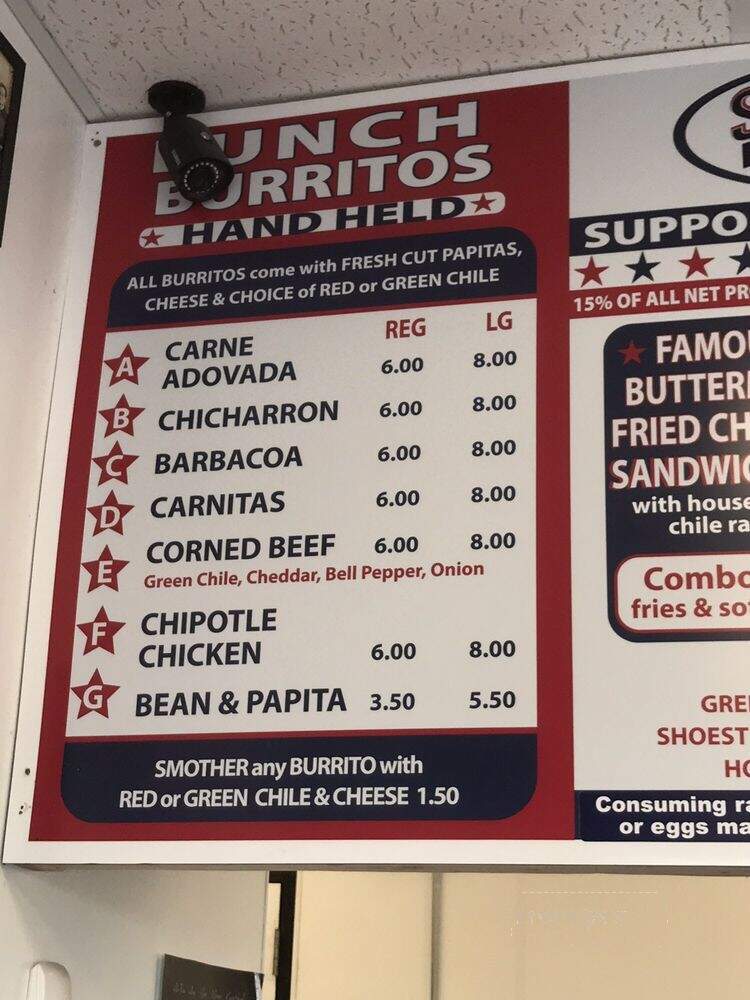 LUNCH
BURRITOS
HAND HELD
ALL BURRITOS come with FRESH CUT PAPITAS,
CHEESE & CHOICE of RED or GREEN CHILE
REG LG
A CARNE
ADOVADA 6.00 8.00
B CHICHARRON 6.00 8.00
C BARBACOA 6.00 8.00
D CARNITAS 6.00 8.00
E CORNED BEEF 6.00 8.00
Green Chile, Cheddar, Bell Pepper, Onion
F CHIPOTLE
CHICKEN 6.00 8.00
G BEAN & PAPITA 3.50 5.50
SMOTHER any BURRITO with
RED or GREEN CHILE & CHEESE 1.50
SUPPO
15% OF ALL NET PR
FAMO
BUTTER
FRIED CH
SANDWIC
with house
chile ra
Combo
fries & so
GREE
SHOEST
HO
Consuming ra
or eggs ma